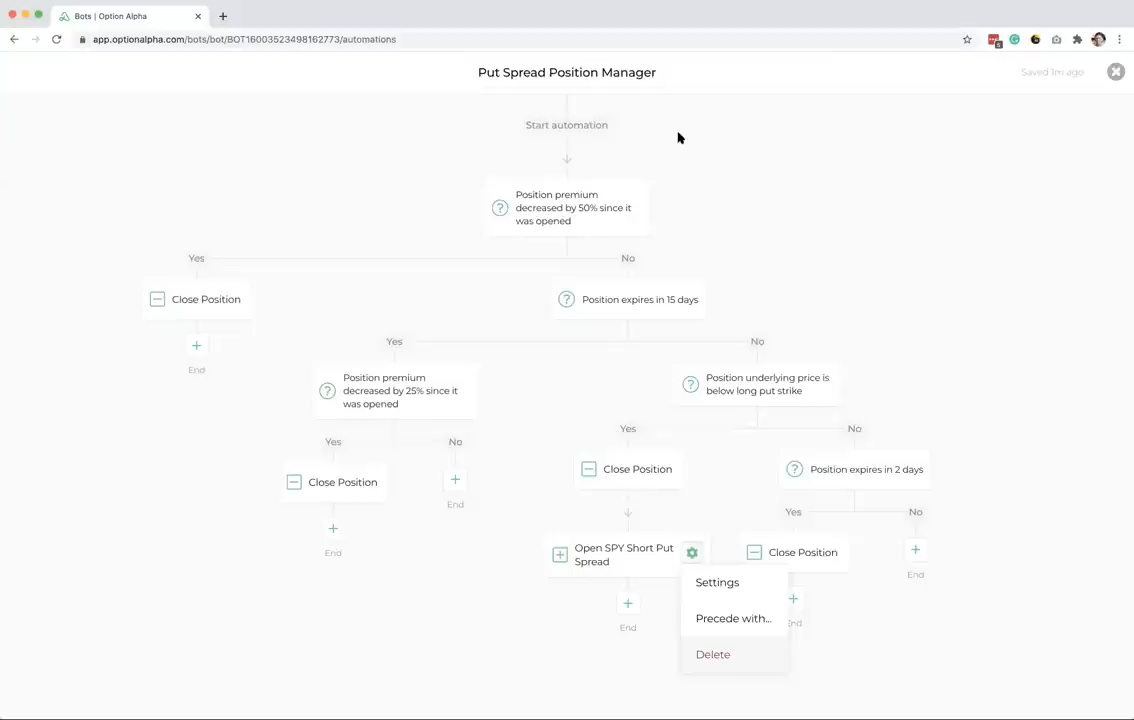 Bots | Option Alpha
app.optionalpha.com/bots/bot/BOT16003523498162773/automations
5
Put Spread Position Manager
Saved 1m ago
Start automation
Position premium
decreased by 50% since it
was opened
Yes
No
Close Position
Position expires in 15 days
End
Yes
No
Position premium
decreased by 25% since it
was opened
Position underlying price is
below long put strike
Yes
No
Yes
No
Close Position
End
Close Position
Position expires in 2 days
End
Yes
No
Open SPY Short Put
Spread
Close Position
End
End
End
Settings
Precede with...
Delete